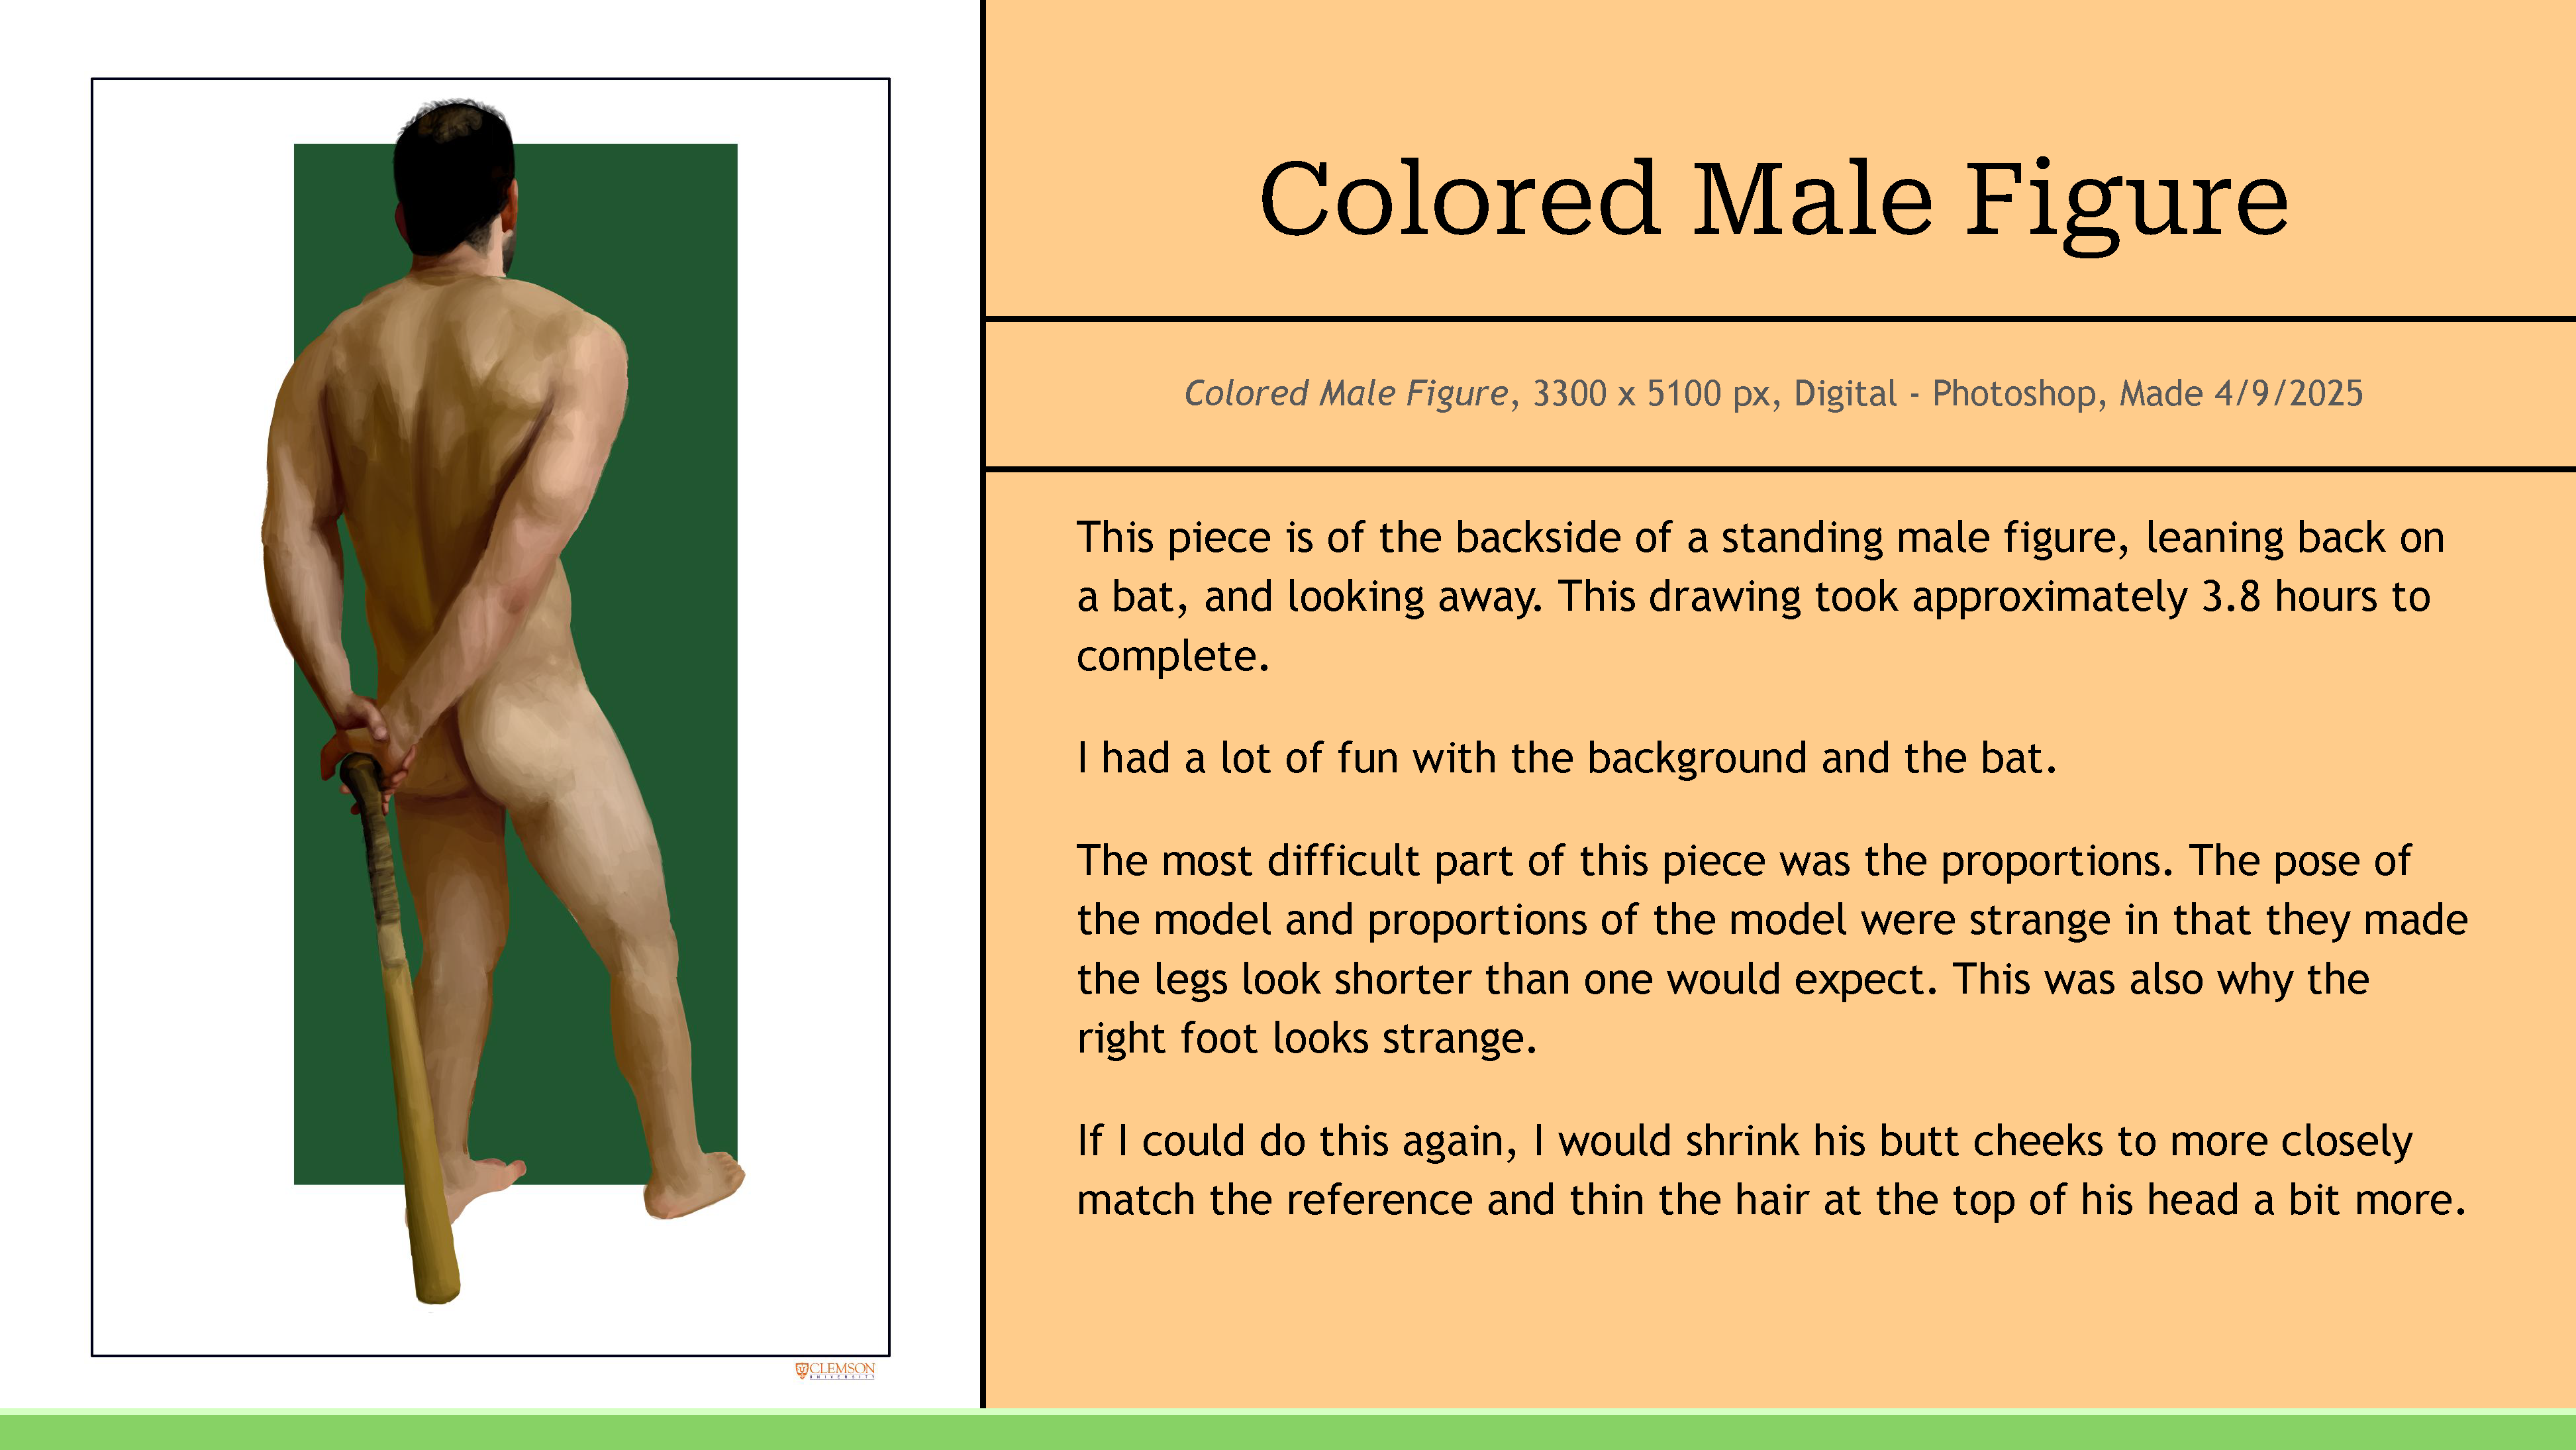 Colored Male Figure
Colored Male Figure, 3300 x 5100 px, Digital - Photoshop, Made 4/9/2025
This piece is of the backside of a standing male figure, leaning back on
a bat, and looking away. This drawing took approximately 3.8 hours to
complete.
I had a lot of fun with the background and the bat.
The most difficult part of this piece was the proportions. The pose of
the model and proportions of the model were strange in that they made
the legs look shorter than one would expect. This was also why the
right foot looks strange.
If I could do this again, I would shrink his butt cheeks to more closely
match the reference and thin the hair at the top of his head a bit more.
CLEMSON
UNIVERSITY